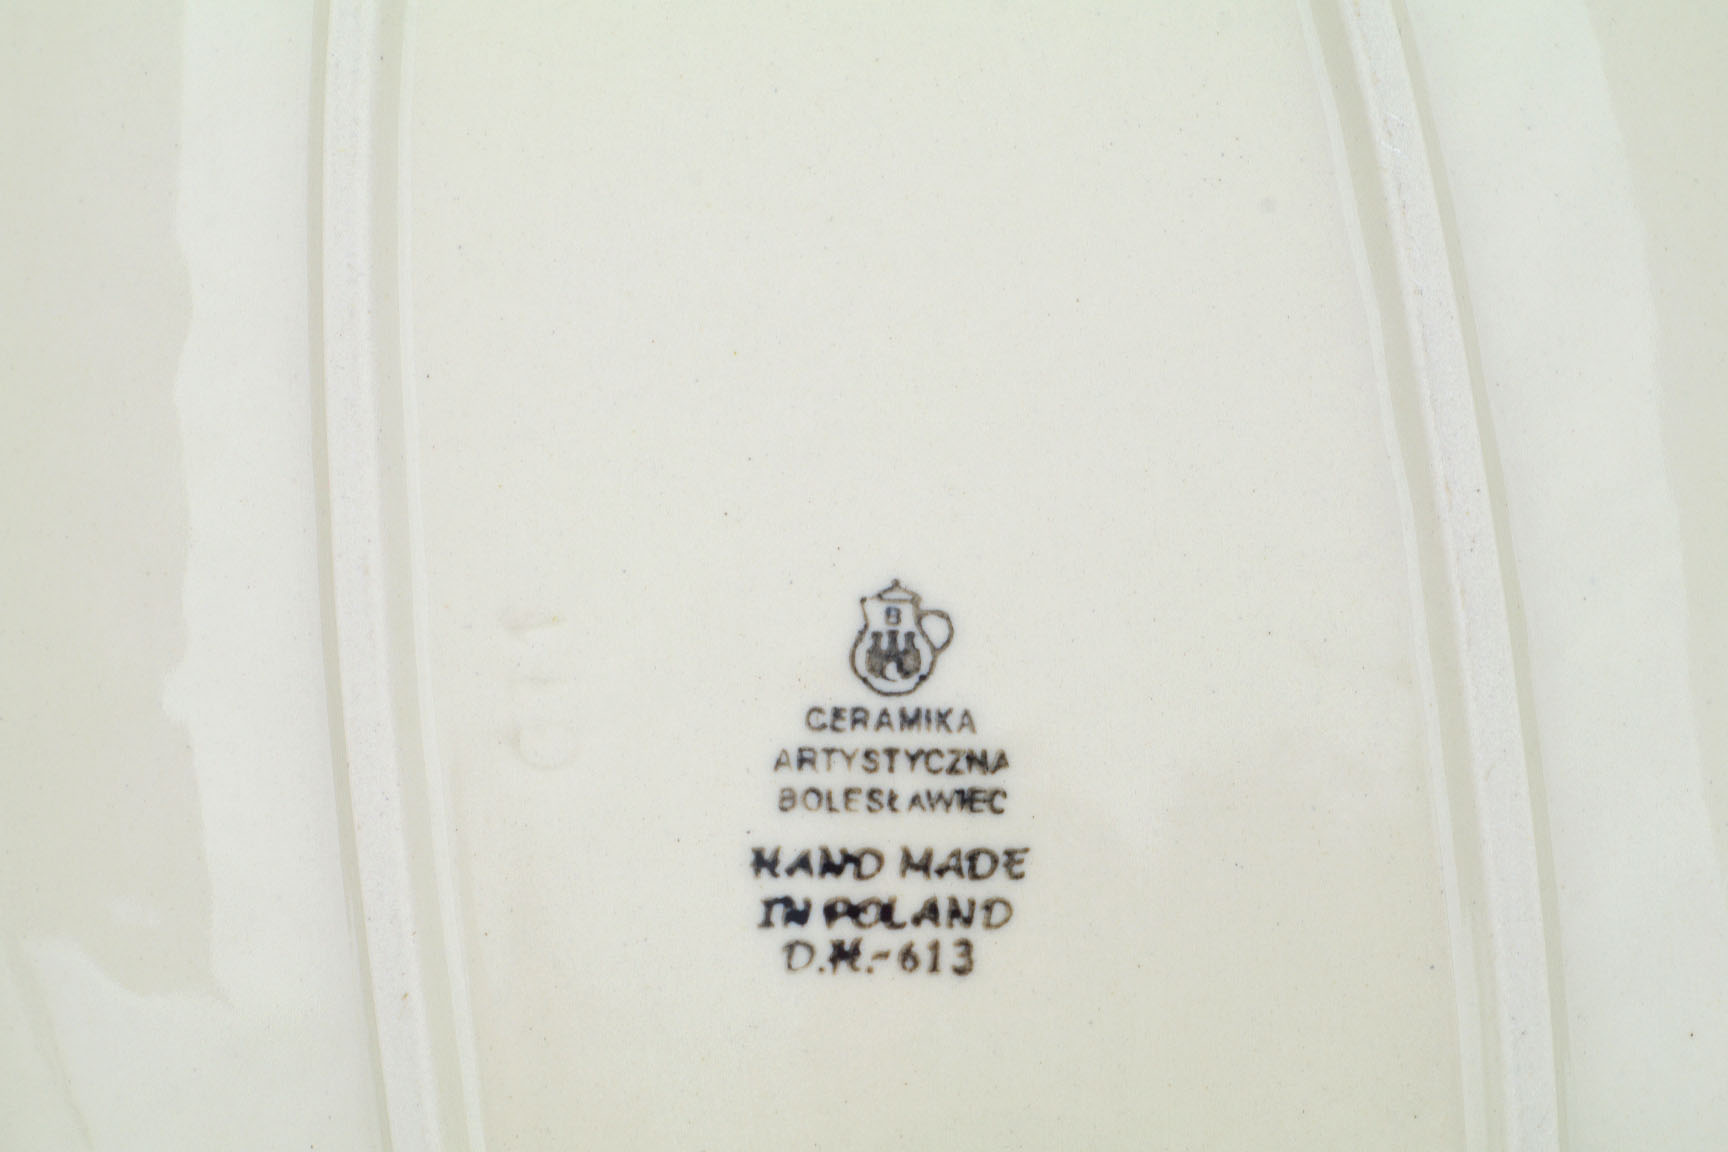 B
CERAMIKA
ARTYSTYCZNA
BOLESŁAWIEC
HAND MADE
IN POLAND
D.H.-613